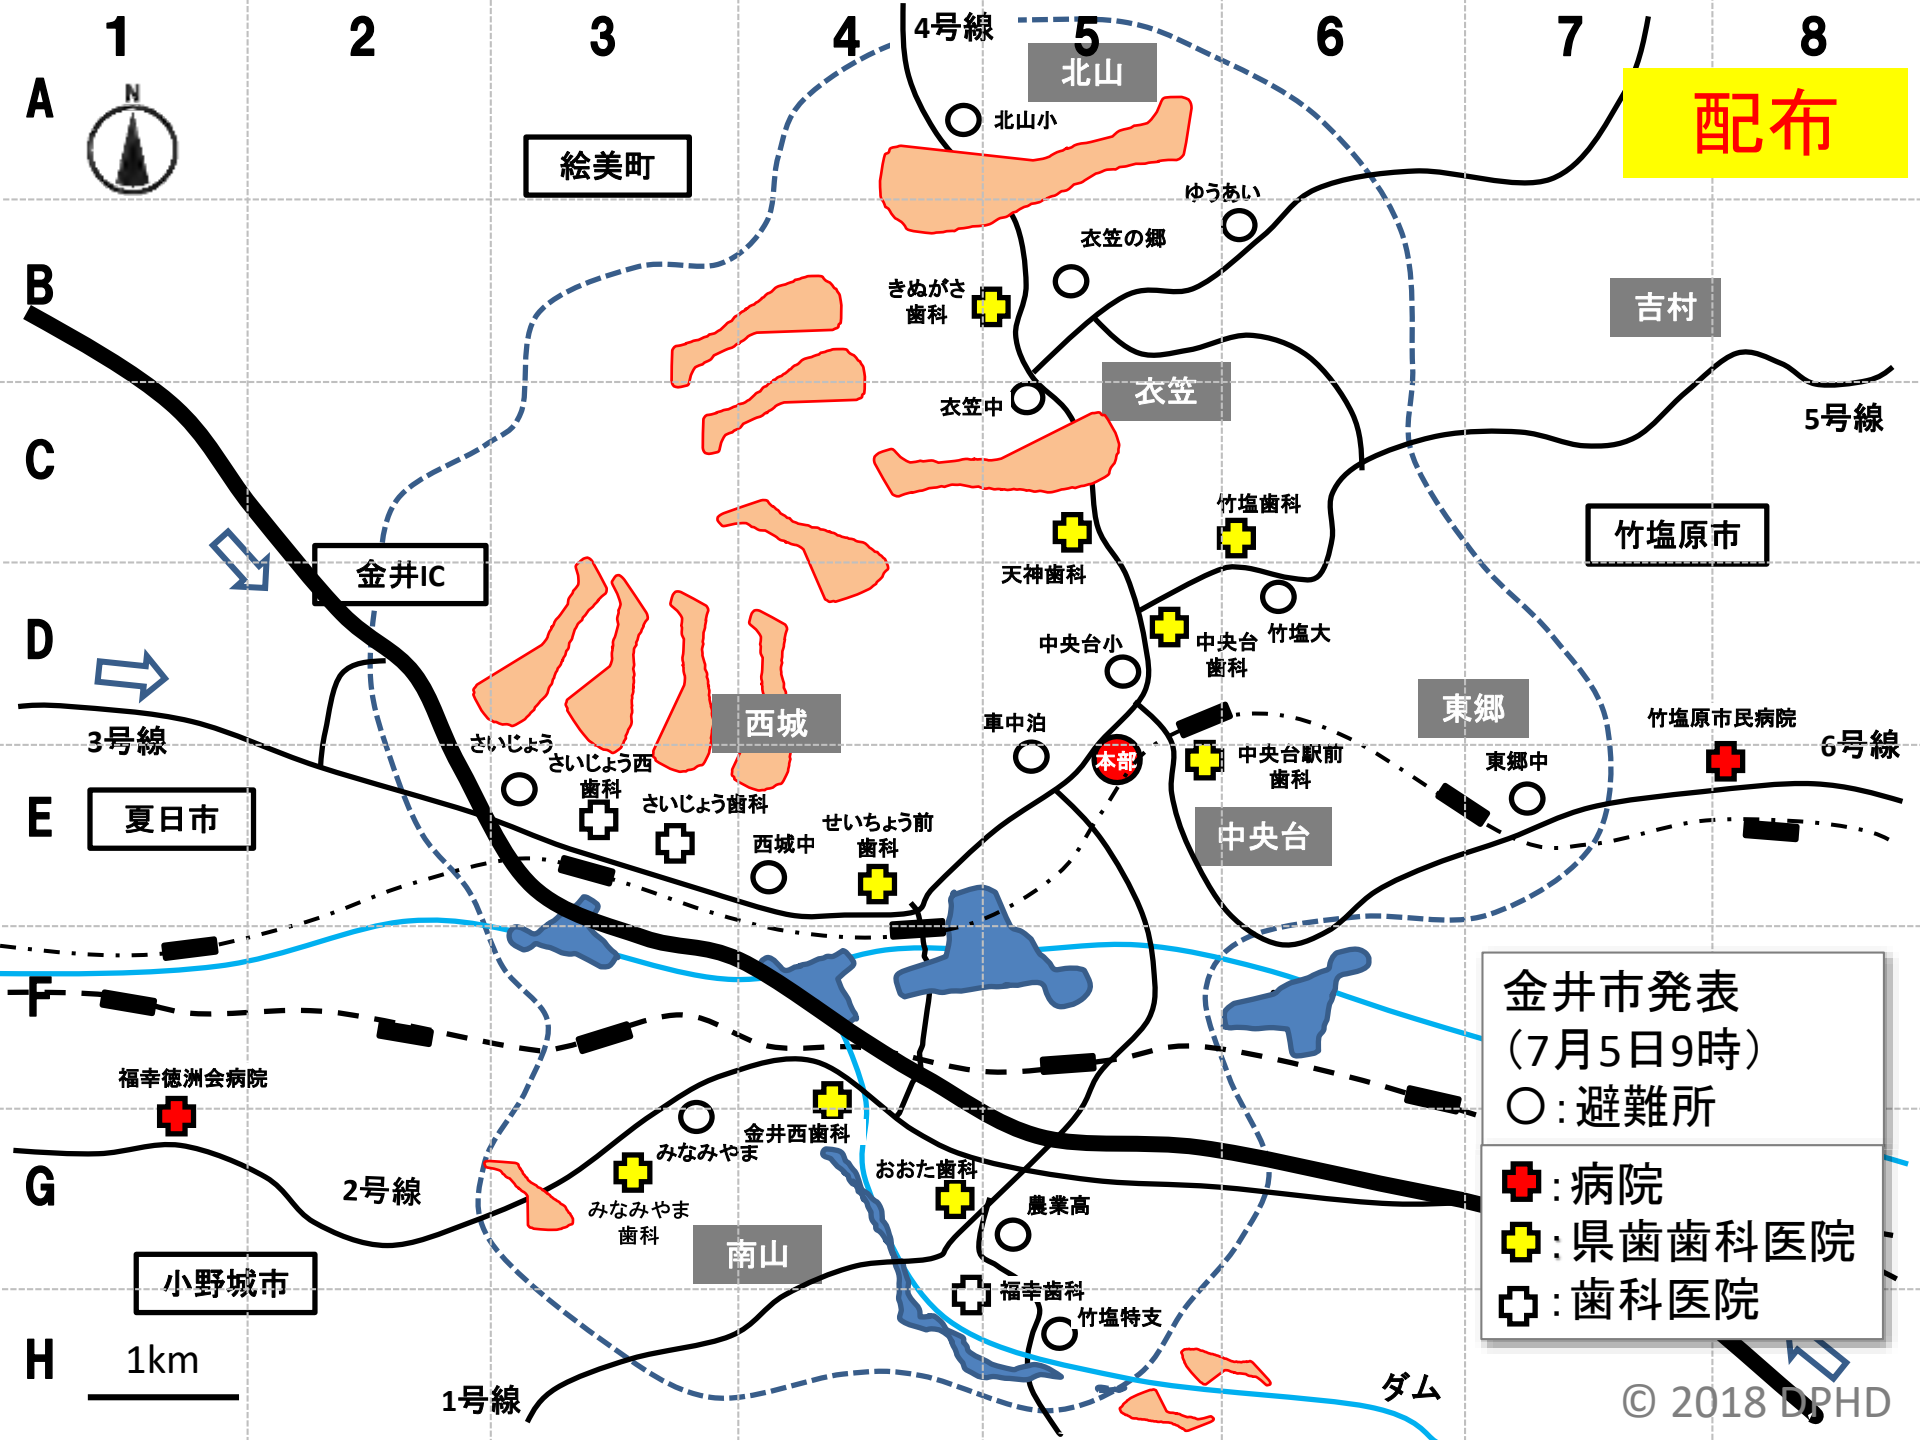 1
2
3
4
5
6
7
8
4号線
北山
A
N
配布
北山小
絵美町
ゆうあい
衣笠の郷
B
きぬがさ
歯科
吉村
衣笠
衣笠中
5号線
C
竹塩歯科
竹塩原市
金井IC
天神歯科
D
中央台小
中央台
歯科
竹塩大
西城
東郷
車中泊
竹塩原市民病院
3号線
さいじょう
6号線
本部
中央台駅前
歯科
東郷中
さいじょう西
歯科
さいじょう歯科
E
夏日市
せいちょう前
歯科
西城中
中央台
F
金井市発表
（7月5日9時）
○：避難所
福幸徳洲会病院
金井西歯科
みなみやま
おおた歯科
G
2号線
みなみやま
歯科
農業高
：病院
：県歯歯科医院
：歯科医院
南山
小野城市
福幸歯科
竹塩特支
H
1km
1号線
ダム
© 2018 DPHD